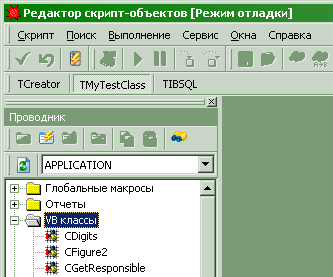 Редактор скрипт-объектов [Режим отладки]
Скрипт Поиск Выполнение Сервис Окна Справка
TCreator TMyTestClass TIBSQL
Проводник
APPLICATION
Глобальные макросы
Отчеты
VB классы
CDigits
CFigure2
CGetResponsible